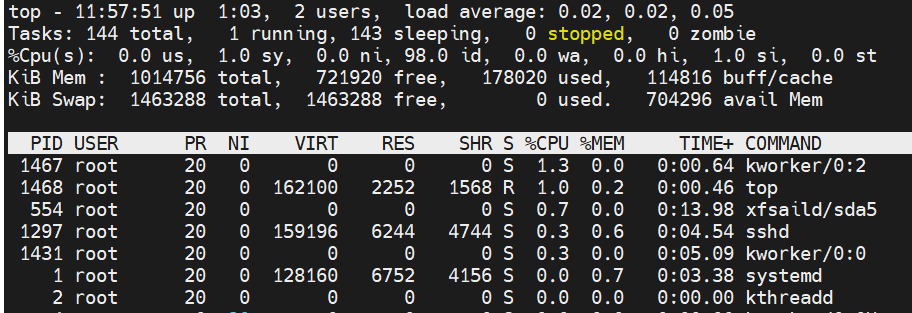 top - 11:57:51 up  1:03,  2 users,  load average: 0.02, 0.02, 0.05
Tasks: 144 total,   1 running, 143 sleeping,   0 stopped,   0 zombie
%Cpu(s):  0.0 us,  1.0 sy,  0.0 ni, 98.0 id,  0.0 wa,  0.0 hi,  1.0 si,  0.0 st
KiB Mem :  1014756 total,   721920 free,   178020 used,   114816 buff/cache
KiB Swap:  1463288 total,  1463288 free,        0 used.   704296 avail Mem
PID USER      PR  NI    VIRT    RES    SHR S %CPU %MEM     TIME+ COMMAND
1467 root      20   0       0      0      0 S  1.3  0.0   0:00.64 kworker/0:2
1468 root      20   0  162100   2252   1568 R  1.0  0.2   0:00.46 top
554 root      20   0       0      0      0 S  0.7  0.0   0:13.98 xfsaild/sda5
1297 root      20   0  159196   6244   4744 S  0.3  0.6   0:04.54 sshd
1431 root      20   0       0      0      0 S  0.3  0.0   0:05.09 kworker/0:0
1 root      20   0  128160   6752   4156 S  0.0  0.7   0:03.38 systemd
2 root      20   0       0      0      0 S  0.0  0.0   0:00.00 kthreadd